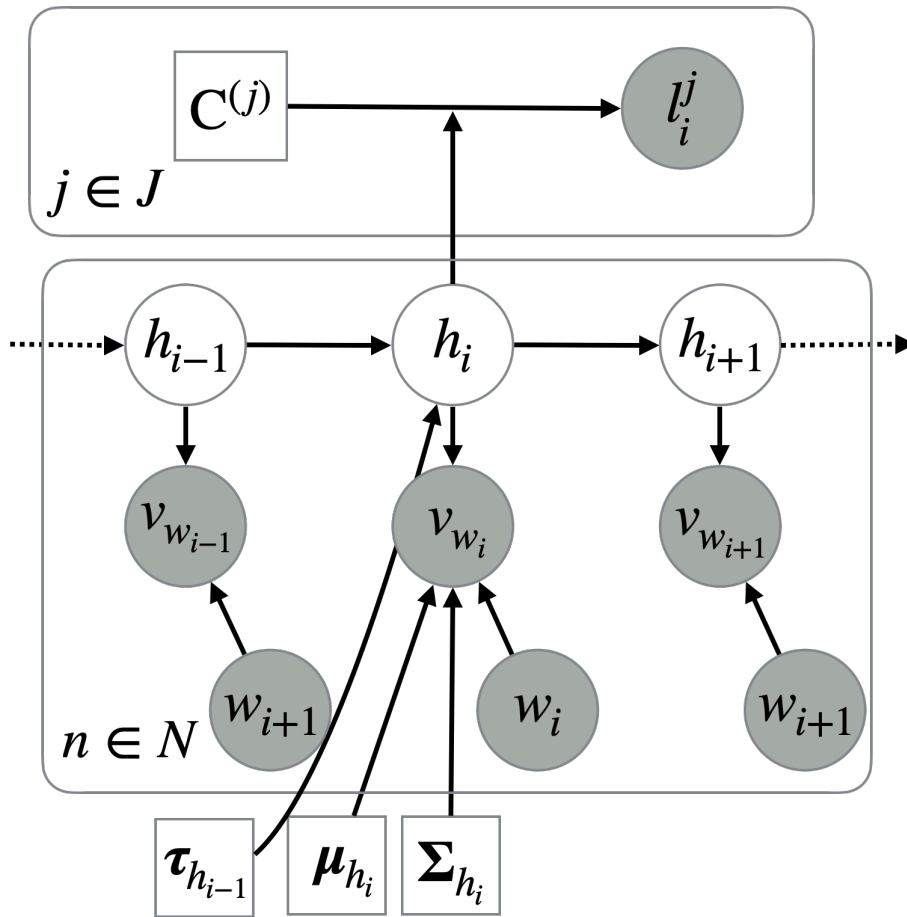 C^{(j)} l_i^j
j ∈ J
h_{i−1} h_i h_{i+1}
v_{w_{i−1}} v_{w_i} v_{w_{i+1}}
w_{i+1} w_i w_{i+1}
n ∈ N
τ_{h_{i−1}} μ_{h_i} Σ_{h_i}